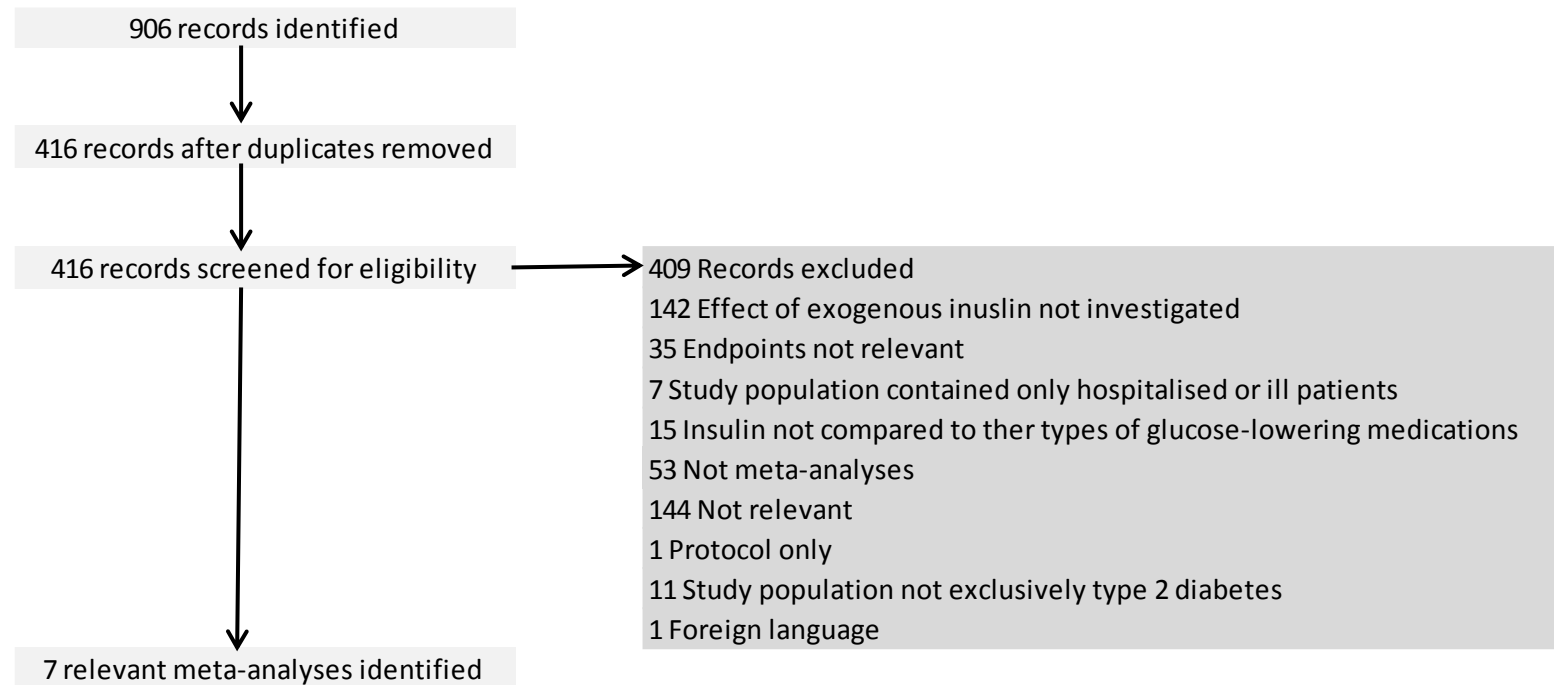 906 records identified
416 records after duplicates removed
416 records screened for eligibility
409 Records excluded
142 Effect of exogenous inuslin not investigated
35 Endpoints not relevant
7 Study population contained only hospitalised or ill patients
15 Insulin not compared to ther types of glucose-lowering medications
53 Not meta-analyses
144 Not relevant
1 Protocol only
11 Study population not exclusively type 2 diabetes
1 Foreign language
7 relevant meta-analyses identified